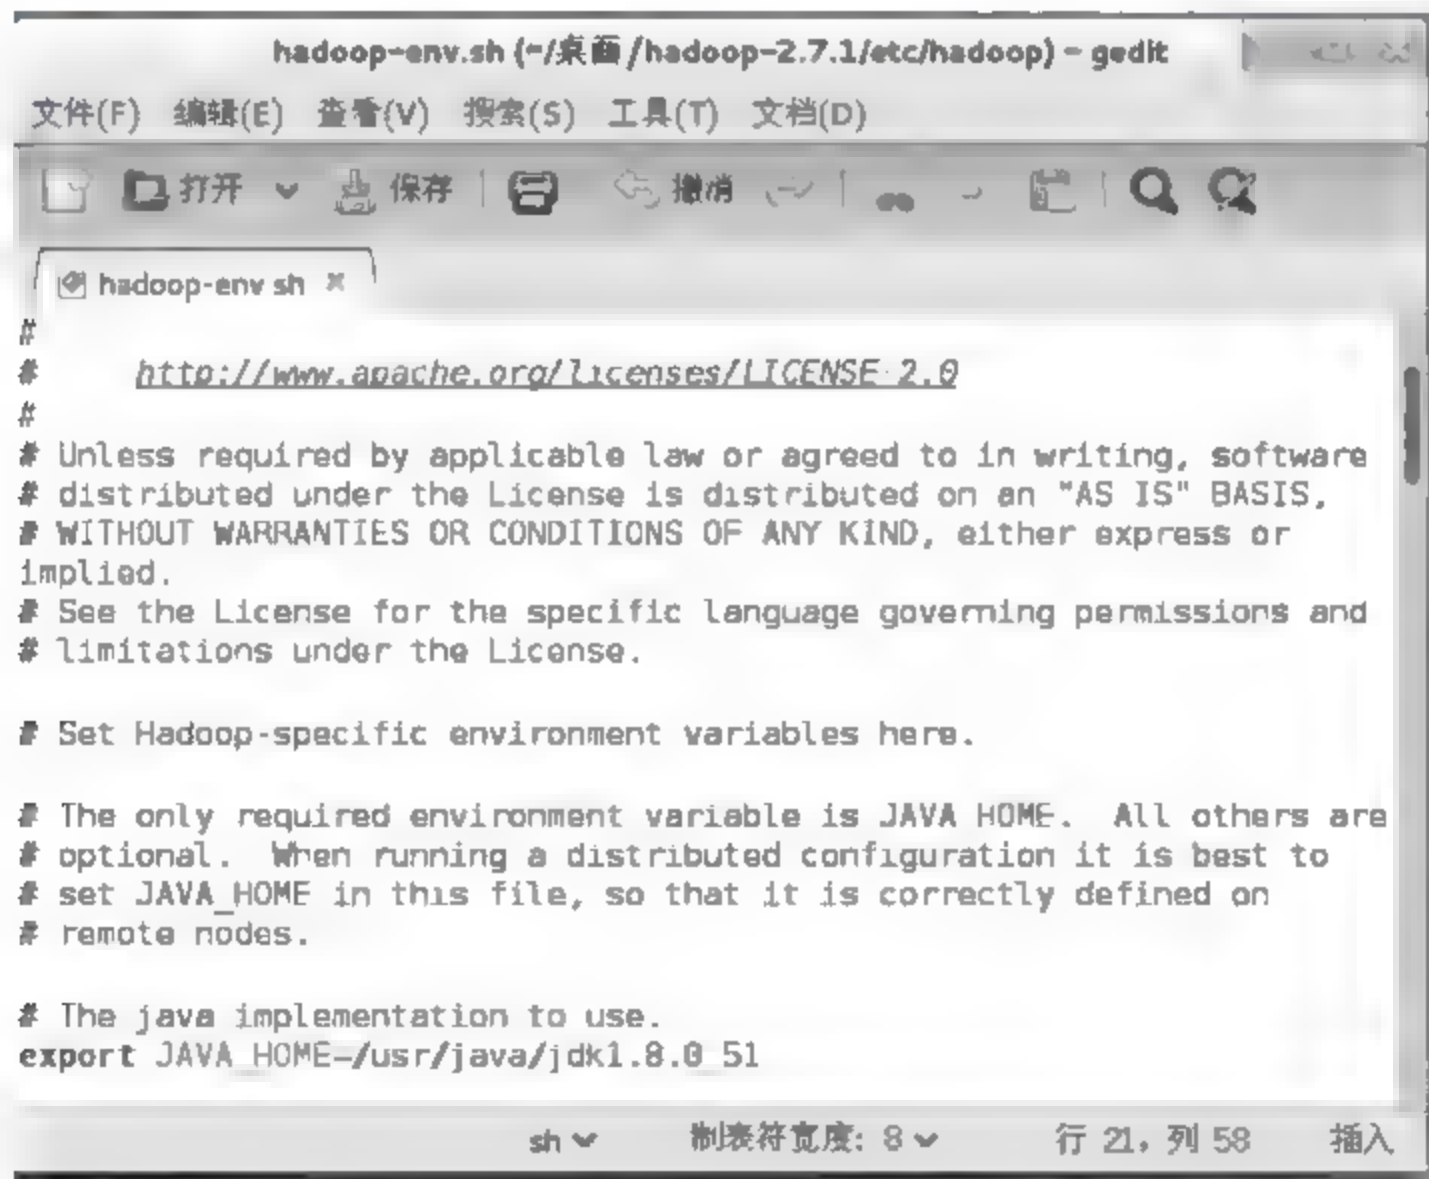 hadoop-env.sh (~/桌面/hadoop-2.7.1/etc/hadoop) - gedit
文件(F) 编辑(E) 查看(V) 搜索(S) 工具(T) 文档(D)
打开 保存 撤消
hadoop-env.sh ×
#
# http://www.apache.org/licenses/LICENSE-2.0
#
# Unless required by applicable law or agreed to in writing, software
# distributed under the License is distributed on an "AS IS" BASIS,
# WITHOUT WARRANTIES OR CONDITIONS OF ANY KIND, either express or
implied.
# See the License for the specific language governing permissions and
# limitations under the License.
# Set Hadoop-specific environment variables here.
# The only required environment variable is JAVA_HOME.  All others are
# optional.  When running a distributed configuration it is best to
# set JAVA_HOME in this file, so that it is correctly defined on
# remote nodes.
# The java implementation to use.
export JAVA_HOME=/usr/java/jdk1.8.0_51
sh 制表符宽度: 8 行 21，列 58 插入